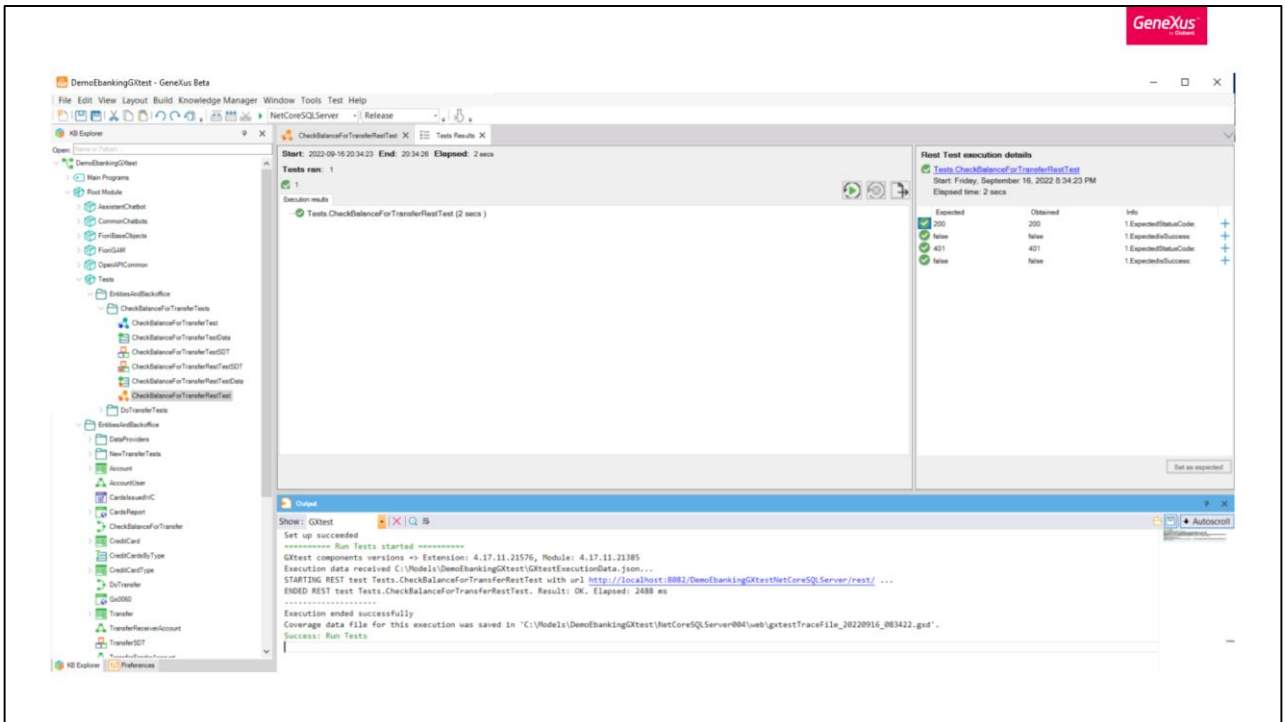 GeneXus
by Globant
DemoEbankingGXtest - GeneXus Beta
File Edit View Layout Build Knowledge Manager Window Tools Test Help
NetCoreSQLServer Release
KB Explorer
CheckBalanceForTransferRestTest X Tests Results X
Open: Name or Pattern
DemoEbankingGXtest
Main Programs
Root Module
AssistentChatbot
CommonChatbots
FioriBaseObjects
FioriGAM
OpenAPICommon
Tests
EntitiesAndBackoffice
CheckBalanceForTransferTests
CheckBalanceForTransferTest
CheckBalanceForTransferTestData
CheckBalanceForTransferTestSDT
CheckBalanceForTransferRestTestSDT
CheckBalanceForTransferRestTestData
CheckBalanceForTransferRestTest
DoTransferTests
EntitiesAndBackoffice
DataProviders
NewTransferTests
Account
AccountUser
CardsIssuedVC
CardsReport
CheckBalanceForTransfer
CreditCard
CreditCardsByType
CreditCardType
DoTransfer
Gx0060
Transfer
TransferReceiverAccount
TransferSDT
TransferSenderAccount
KB Explorer Preferences
Start: 2022-09-16 20:34:23 End: 20:34:26 Elapsed: 2 secs
Tests ran: 1
1
Execution results
Tests.CheckBalanceForTransferRestTest (2 secs )
Rest Test execution details
Tests.CheckBalanceForTransferRestTest
Start: Friday, September 16, 2022 8:34:23 PM
Elapsed time: 2 secs
Expected Obtained Info
200 200 1.ExpectedStatusCode:
false false 1.ExpectedisSuccess:
401 401 1.ExpectedStatusCode:
false false 1.ExpectedisSuccess:
Set as expected
Output
Show: GXtest
Autoscroll
Set up succeeded
========== Run Tests started ==========
GXtest components versions => Extension: 4.17.11.21576, Module: 4.17.11.21385
Execution data received C:\Models\DemoEbankingGXtest\GXtestExecutionData.json...
STARTING REST test Tests.CheckBalanceForTransferRestTest with url http://localhost:8082/DemoEbankingGXtestNetCoreSQLServer/rest/ ...
ENDED REST test Tests.CheckBalanceForTransferRestTest. Result: OK. Elapsed: 2488 ms
-------------------
Execution ended successfully
Coverage data file for this execution was saved in 'C:\Models\DemoEbankingGXtest\NetCoreSQLServer004\web\gxtestTraceFile_20220916_083422.gxd'.
Success: Run Tests